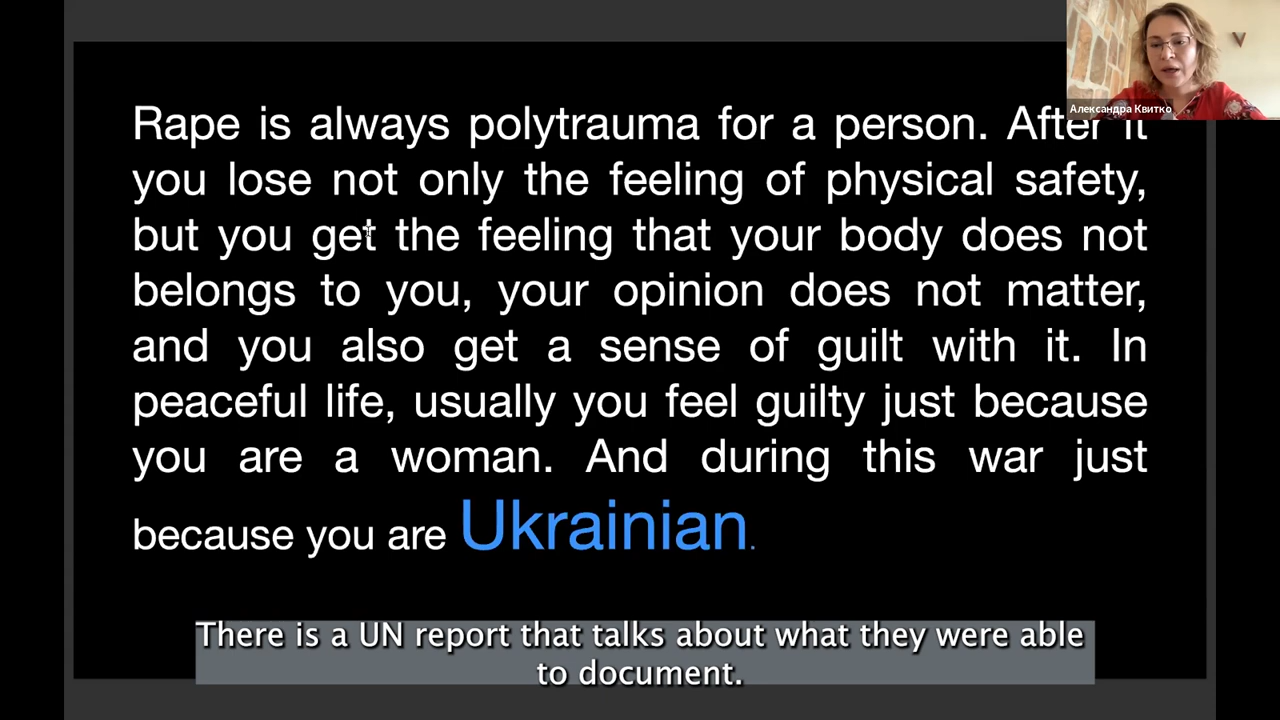 Александра Квитко
Rape is always polytrauma for a person. After it
you lose not only the feeling of physical safety,
but you get the feeling that your body does not
belongs to you, your opinion does not matter,
and you also get a sense of guilt with it. In
peaceful life, usually you feel guilty just because
you are a woman. And during this war just
because you are Ukrainian.
There is a UN report that talks about what they were able
to document.